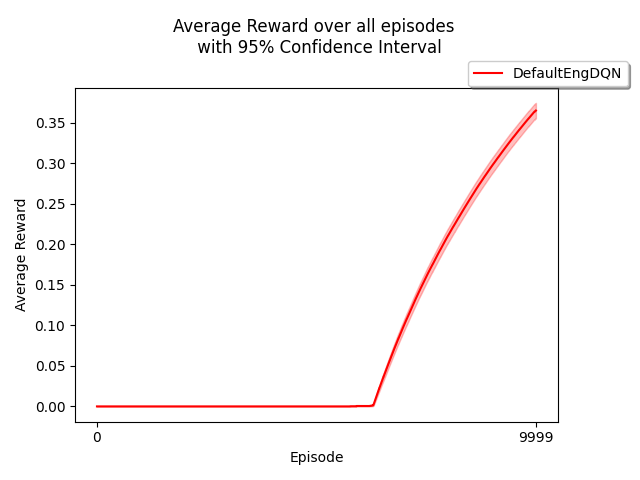 Average Reward over all episodes
with 95% Confidence Interval
DefaultEngDQN
0.35
0.30
0.25
0.20
0.15
0.10
0.05
0.00
Average Reward
0
9999
Episode